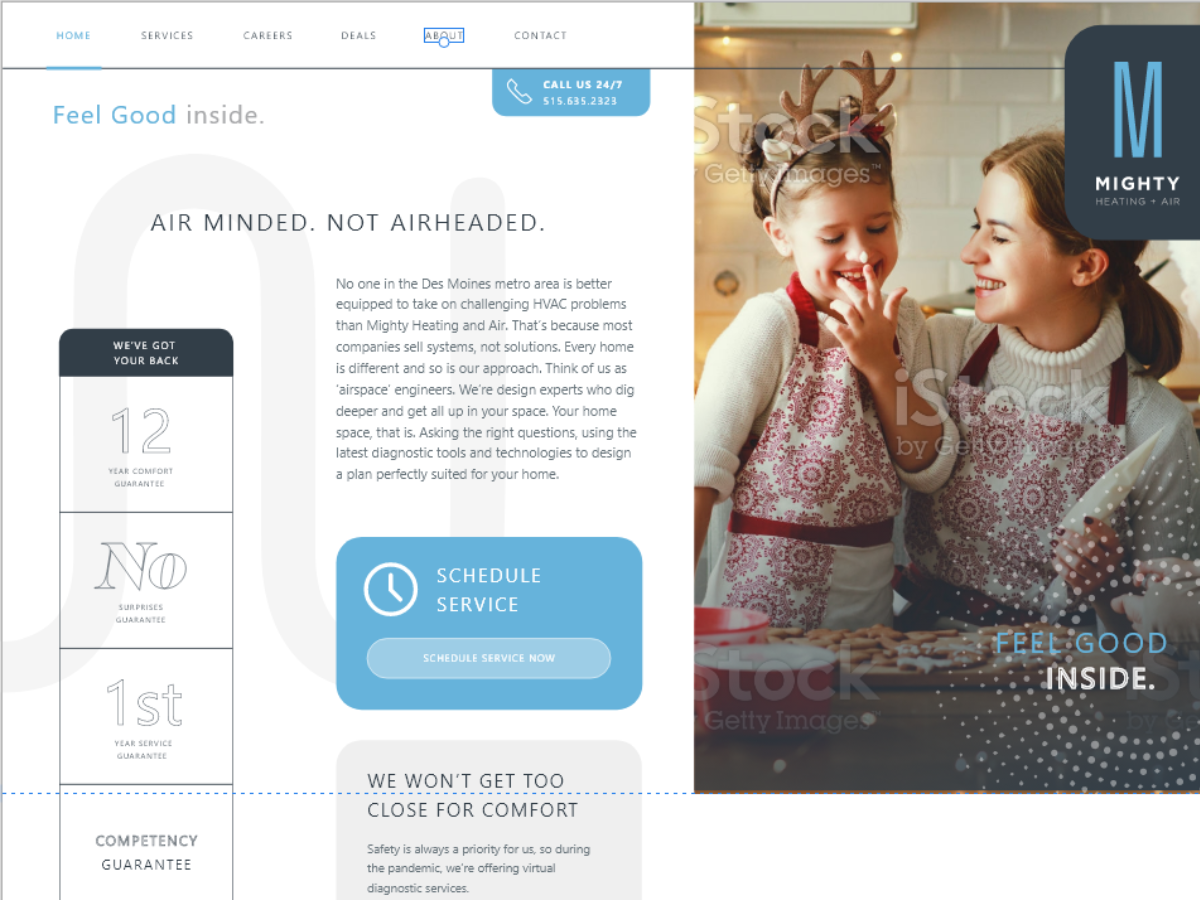 HOME SERVICES CAREERS DEALS ABOUT CONTACT
CALL US 24/7
515.635.2323
Feel Good inside.
MIGHTY
HEATING + AIR
AIR MINDED. NOT AIRHEADED.
No one in the Des Moines metro area is better
equipped to take on challenging HVAC problems
than Mighty Heating and Air. That's because most
companies sell systems, not solutions. Every home
is different and so is our approach. Think of us as
'airspace' engineers. We're design experts who dig
deeper and get all up in your space. Your home
space, that is. Asking the right questions, using the
latest diagnostic tools and technologies to design
a plan perfectly suited for your home.
WE'VE GOT
YOUR BACK
12
YEAR COMFORT
GUARANTEE
No
SURPRISES
GUARANTEE
1st
YEAR SERVICE
GUARANTEE
COMPETENCY
GUARANTEE
SCHEDULE
SERVICE
SCHEDULE SERVICE NOW
WE WON'T GET TOO
CLOSE FOR COMFORT
Safety is always a priority for us, so during
the pandemic, we're offering virtual
diagnostic services.
iStock
Getty Images™
iStock
by Getty Images
FEEL GOOD
INSIDE.
Stock
Getty Images
by Ge